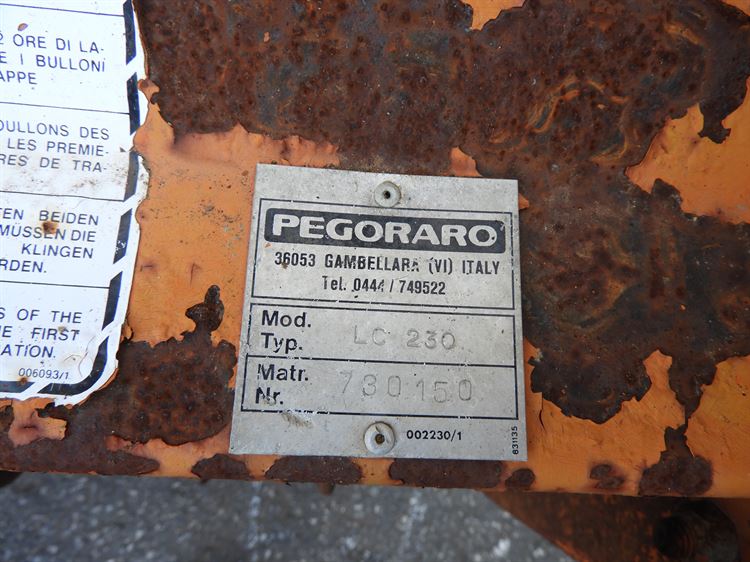 2 ORE DI LA-
E I BULLONI
APPE
OULLONS DES
LES PREMIE-
RES DE TRA-
TEN BEIDEN
MÜSSEN DIE
KLINGEN
RDEN.
S OF THE
HE FIRST
ATION.
006093/1
PEGORARO
36053 GAMBELLARA (VI) ITALY
Tel. 0444/749522
Mod.
Typ. LC 230
Matr.
Nr. 730150
002230/1
631135